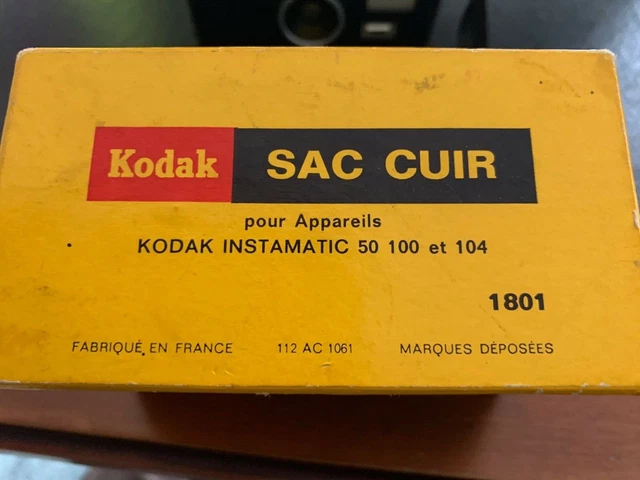 Kodak SAC CUIR
pour Appareils
KODAK INSTAMATIC 50 100 et 104
1801
FABRIQUÉ EN FRANCE 112 AC 1061 MARQUES DÉPOSÉES